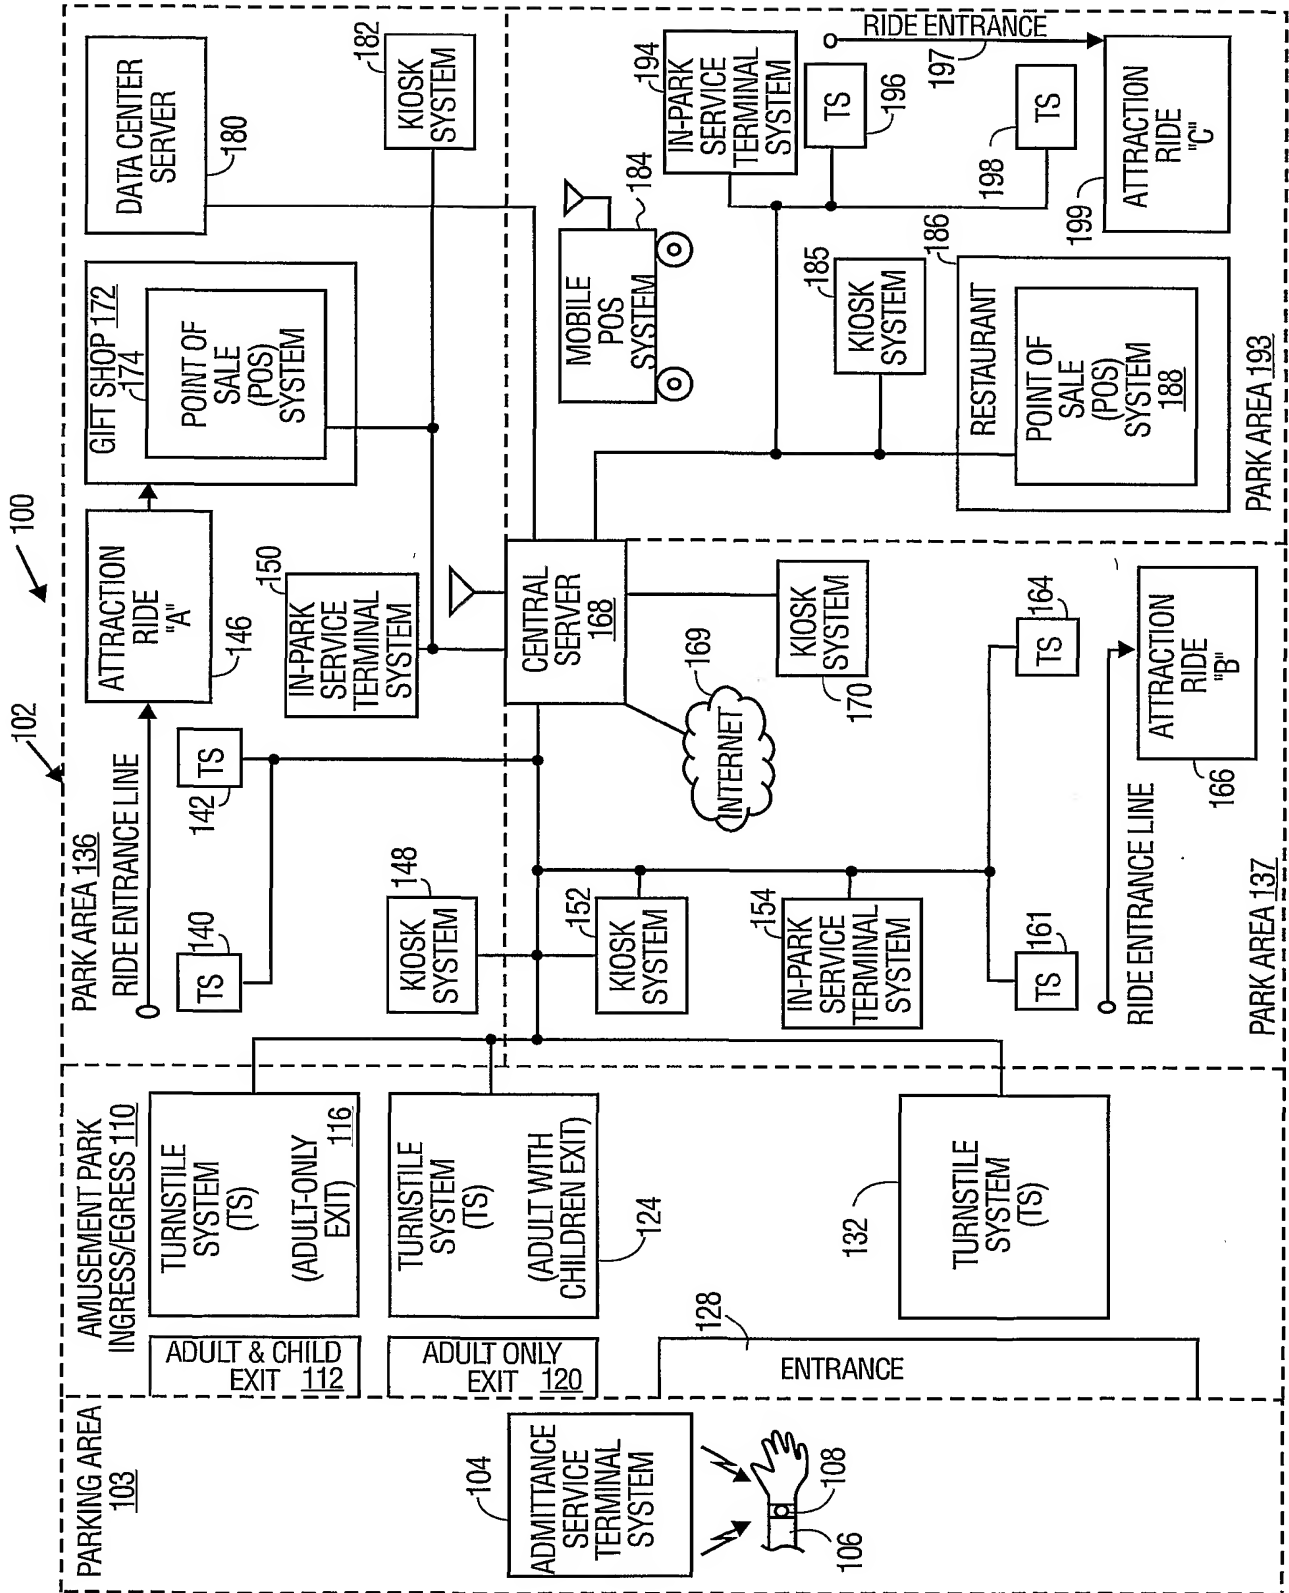 100
102
PARKING AREA
103
104
ADMITTANCE
SERVICE
TERMINAL
SYSTEM
106
108
AMUSEMENT PARK
INGRESS/EGRESS 110
ADULT & CHILD
EXIT 112
TURNSTILE
SYSTEM
(TS)
(ADULT-ONLY
EXIT) 116
ADULT ONLY
EXIT 120
TURNSTILE
SYSTEM
(TS)
(ADULT WITH
CHILDREN EXIT)
124
128
ENTRANCE
132
TURNSTILE
SYSTEM
(TS)
PARK AREA 136
RIDE ENTRANCE LINE
TS
140
TS
142
ATTRACTION
RIDE
"A"
146
148
KIOSK
SYSTEM
150
IN-PARK
SERVICE
TERMINAL
SYSTEM
GIFT SHOP 172
174
POINT OF
SALE
(POS)
SYSTEM
DATA CENTER
SERVER
180
182
KIOSK
SYSTEM
152
KIOSK
SYSTEM
154
IN-PARK
SERVICE
TERMINAL
SYSTEM
161
TS
164
TS
RIDE ENTRANCE LINE
ATTRACTION
RIDE
"B"
166
PARK AREA 137
CENTRAL
SERVER
168
169
INTERNET
KIOSK
SYSTEM
170
MOBILE
POS
SYSTEM
184
185
KIOSK
SYSTEM
186
RESTAURANT
POINT OF
SALE
(POS)
SYSTEM
188
PARK AREA 193
194
IN-PARK
SERVICE
TERMINAL
SYSTEM
TS
196
RIDE ENTRANCE
197
198
TS
199
ATTRACTION
RIDE
"C"